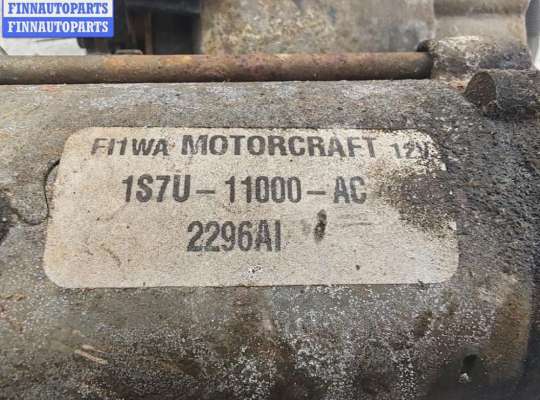 FINNAUTOPARTS
FINNAUTOPARTS
FI1WA MOTORCRAFT 12V
1S7U-11000-AC
2296AI